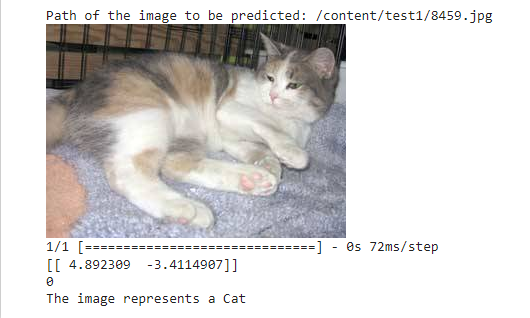 Path of the image to be predicted: /content/test1/8459.jpg
1/1 [==============================] - 0s 72ms/step
[[ 4.892309  -3.4114907]]
0
The image represents a Cat